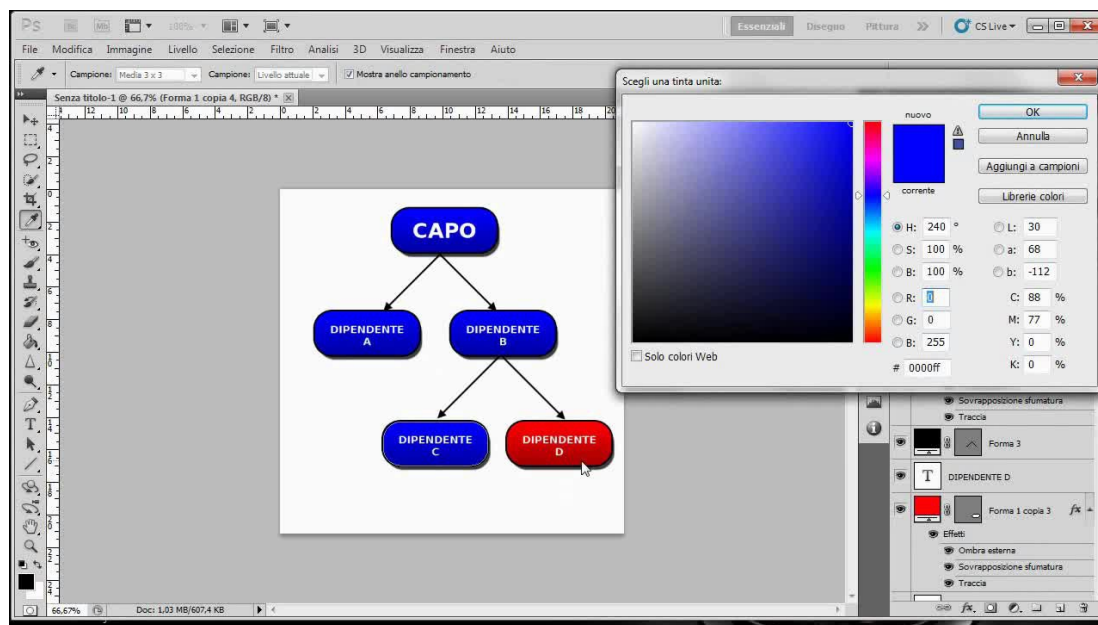 Ps Mb 100% Essenziali Disegno Pittura CS Live
File Modifica Immagine Livello Selezione Filtro Analisi 3D Visualizza Finestra Aiuto
Campione: Media 3 x 3 Campione: Livello attuale Mostra anello campionamento
Senza titolo-1 @ 66,7% (Forma 1 copia 4, RGB/8) *
Scegli una tinta unita:
nuovo
corrente
OK
Annulla
Aggiungi a campioni
Librerie colori
H: 240 ° L: 30
S: 100 % a: 68
B: 100 % b: -112
R: 0 C: 88 %
G: 0 M: 77 %
B: 255 Y: 0 %
# 0000ff K: 0 %
Solo colori Web
CAPO
DIPENDENTE
A
DIPENDENTE
B
DIPENDENTE
C
DIPENDENTE
D
Sovrapposizione sfumatura
Traccia
Forma 3
T DIPENDENTE D
Forma 1 copia 3 fx
Effetti
Ombra esterna
Sovrapposizione sfumatura
Traccia
66,67% Doc: 1,03 MB/607,4 KB
fx.